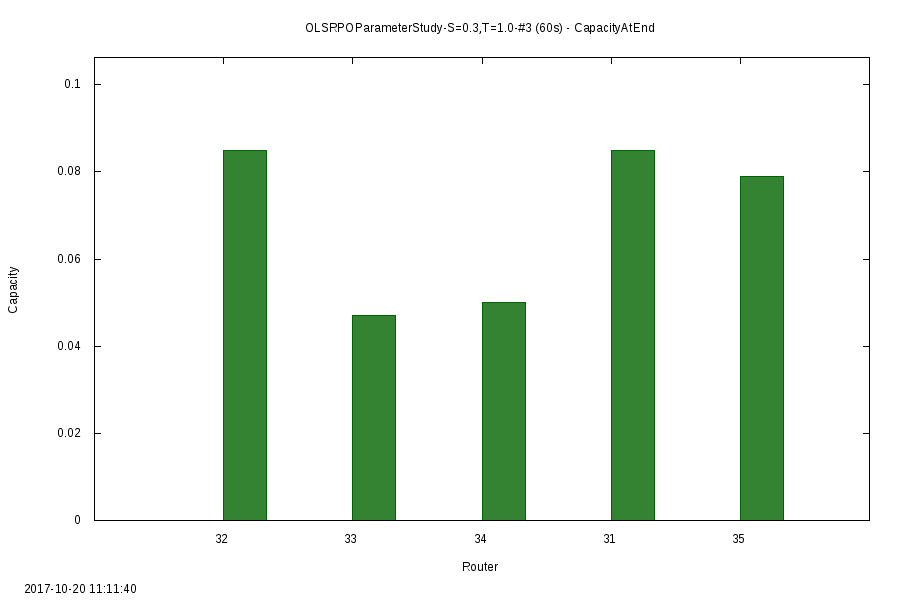 OLSRPOParameterStudy-S=0.3,T=1.0-#3 (60s) - CapacityAtEnd
0.1
0.08
0.06
0.04
0.02
0
Capacity
32 33 34 31 35
Router
2017-10-20 11:11:40